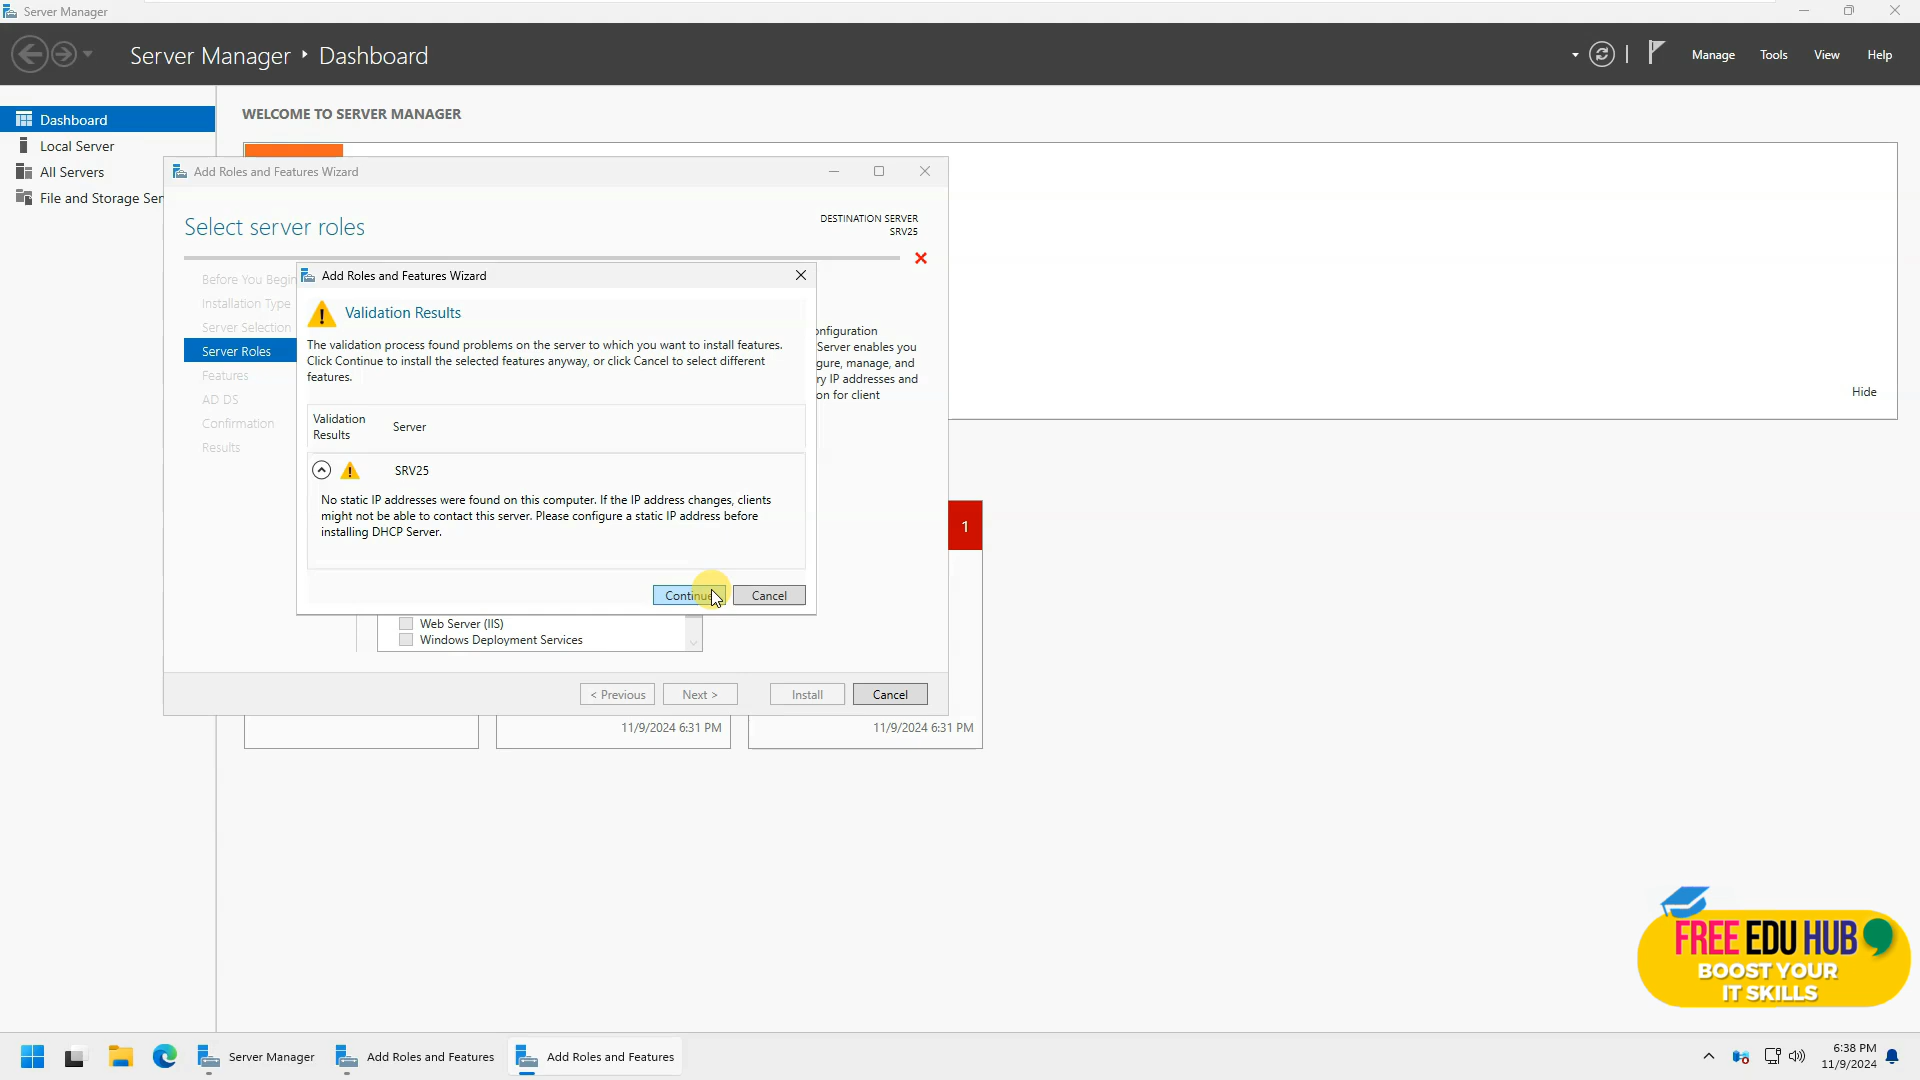 Server Manager
Server Manager ‣ Dashboard
Manage Tools View Help
Dashboard
Local Server
All Servers
File and Storage Ser
WELCOME TO SERVER MANAGER
Hide
Add Roles and Features Wizard
Select server roles
DESTINATION SERVER
SRV25
Before You Begin
Installation Type
Server Selection
Server Roles
Features
AD DS
Confirmation
Results
Add Roles and Features Wizard
Validation Results
The validation process found problems on the server to which you want to install features.
Click Continue to install the selected features anyway, or click Cancel to select different
features.
Validation
Results
Server
SRV25
No static IP addresses were found on this computer. If the IP address changes, clients
might not be able to contact this server. Please configure a static IP address before
installing DHCP Server.
Continue Cancel
onfiguration
Server enables you
gure, manage, and
ry IP addresses and
on for client
Web Server (IIS)
Windows Deployment Services
< Previous Next > Install Cancel
1
11/9/2024 6:31 PM
11/9/2024 6:31 PM
FREE EDU HUB
BOOST YOUR
IT SKILLS
Server Manager
Add Roles and Features
Add Roles and Features
6:38 PM
11/9/2024